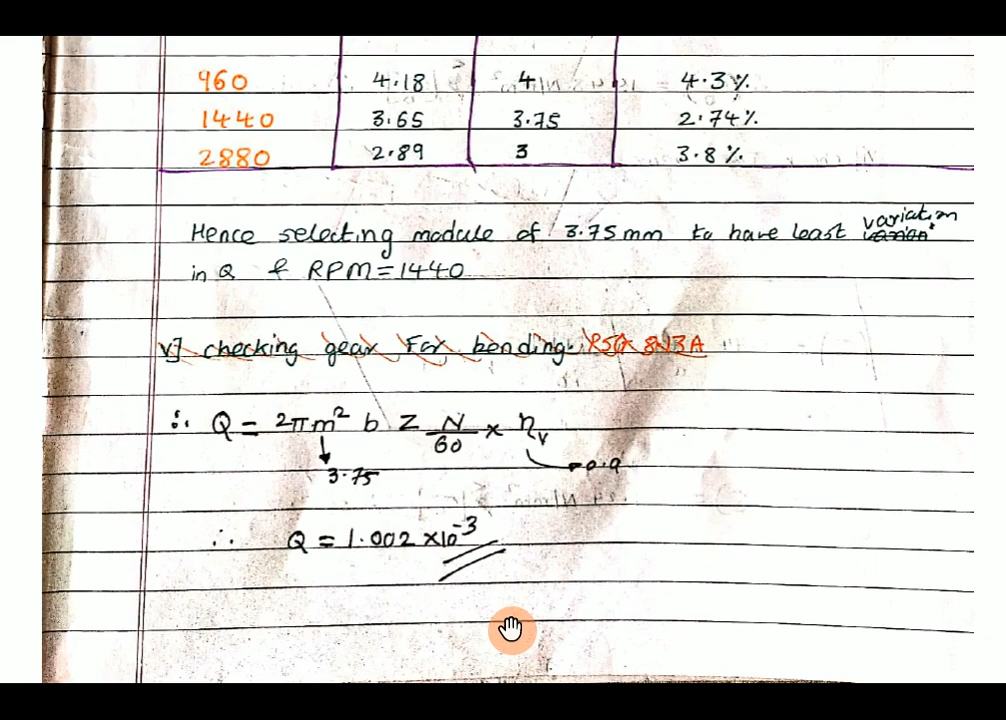 960 4.18 4 4.3%
1440 3.65 3.75 2.74%
2880 2.89 3 3.8%
Hence selecting module of 3.75mm to have least variation
in Q & RPM=1440
v] checking gear For bending:
∴ Q = 2πm² b Z N/60 × ηv
3.75 0.9
∴ Q = 1.002 ×10⁻³